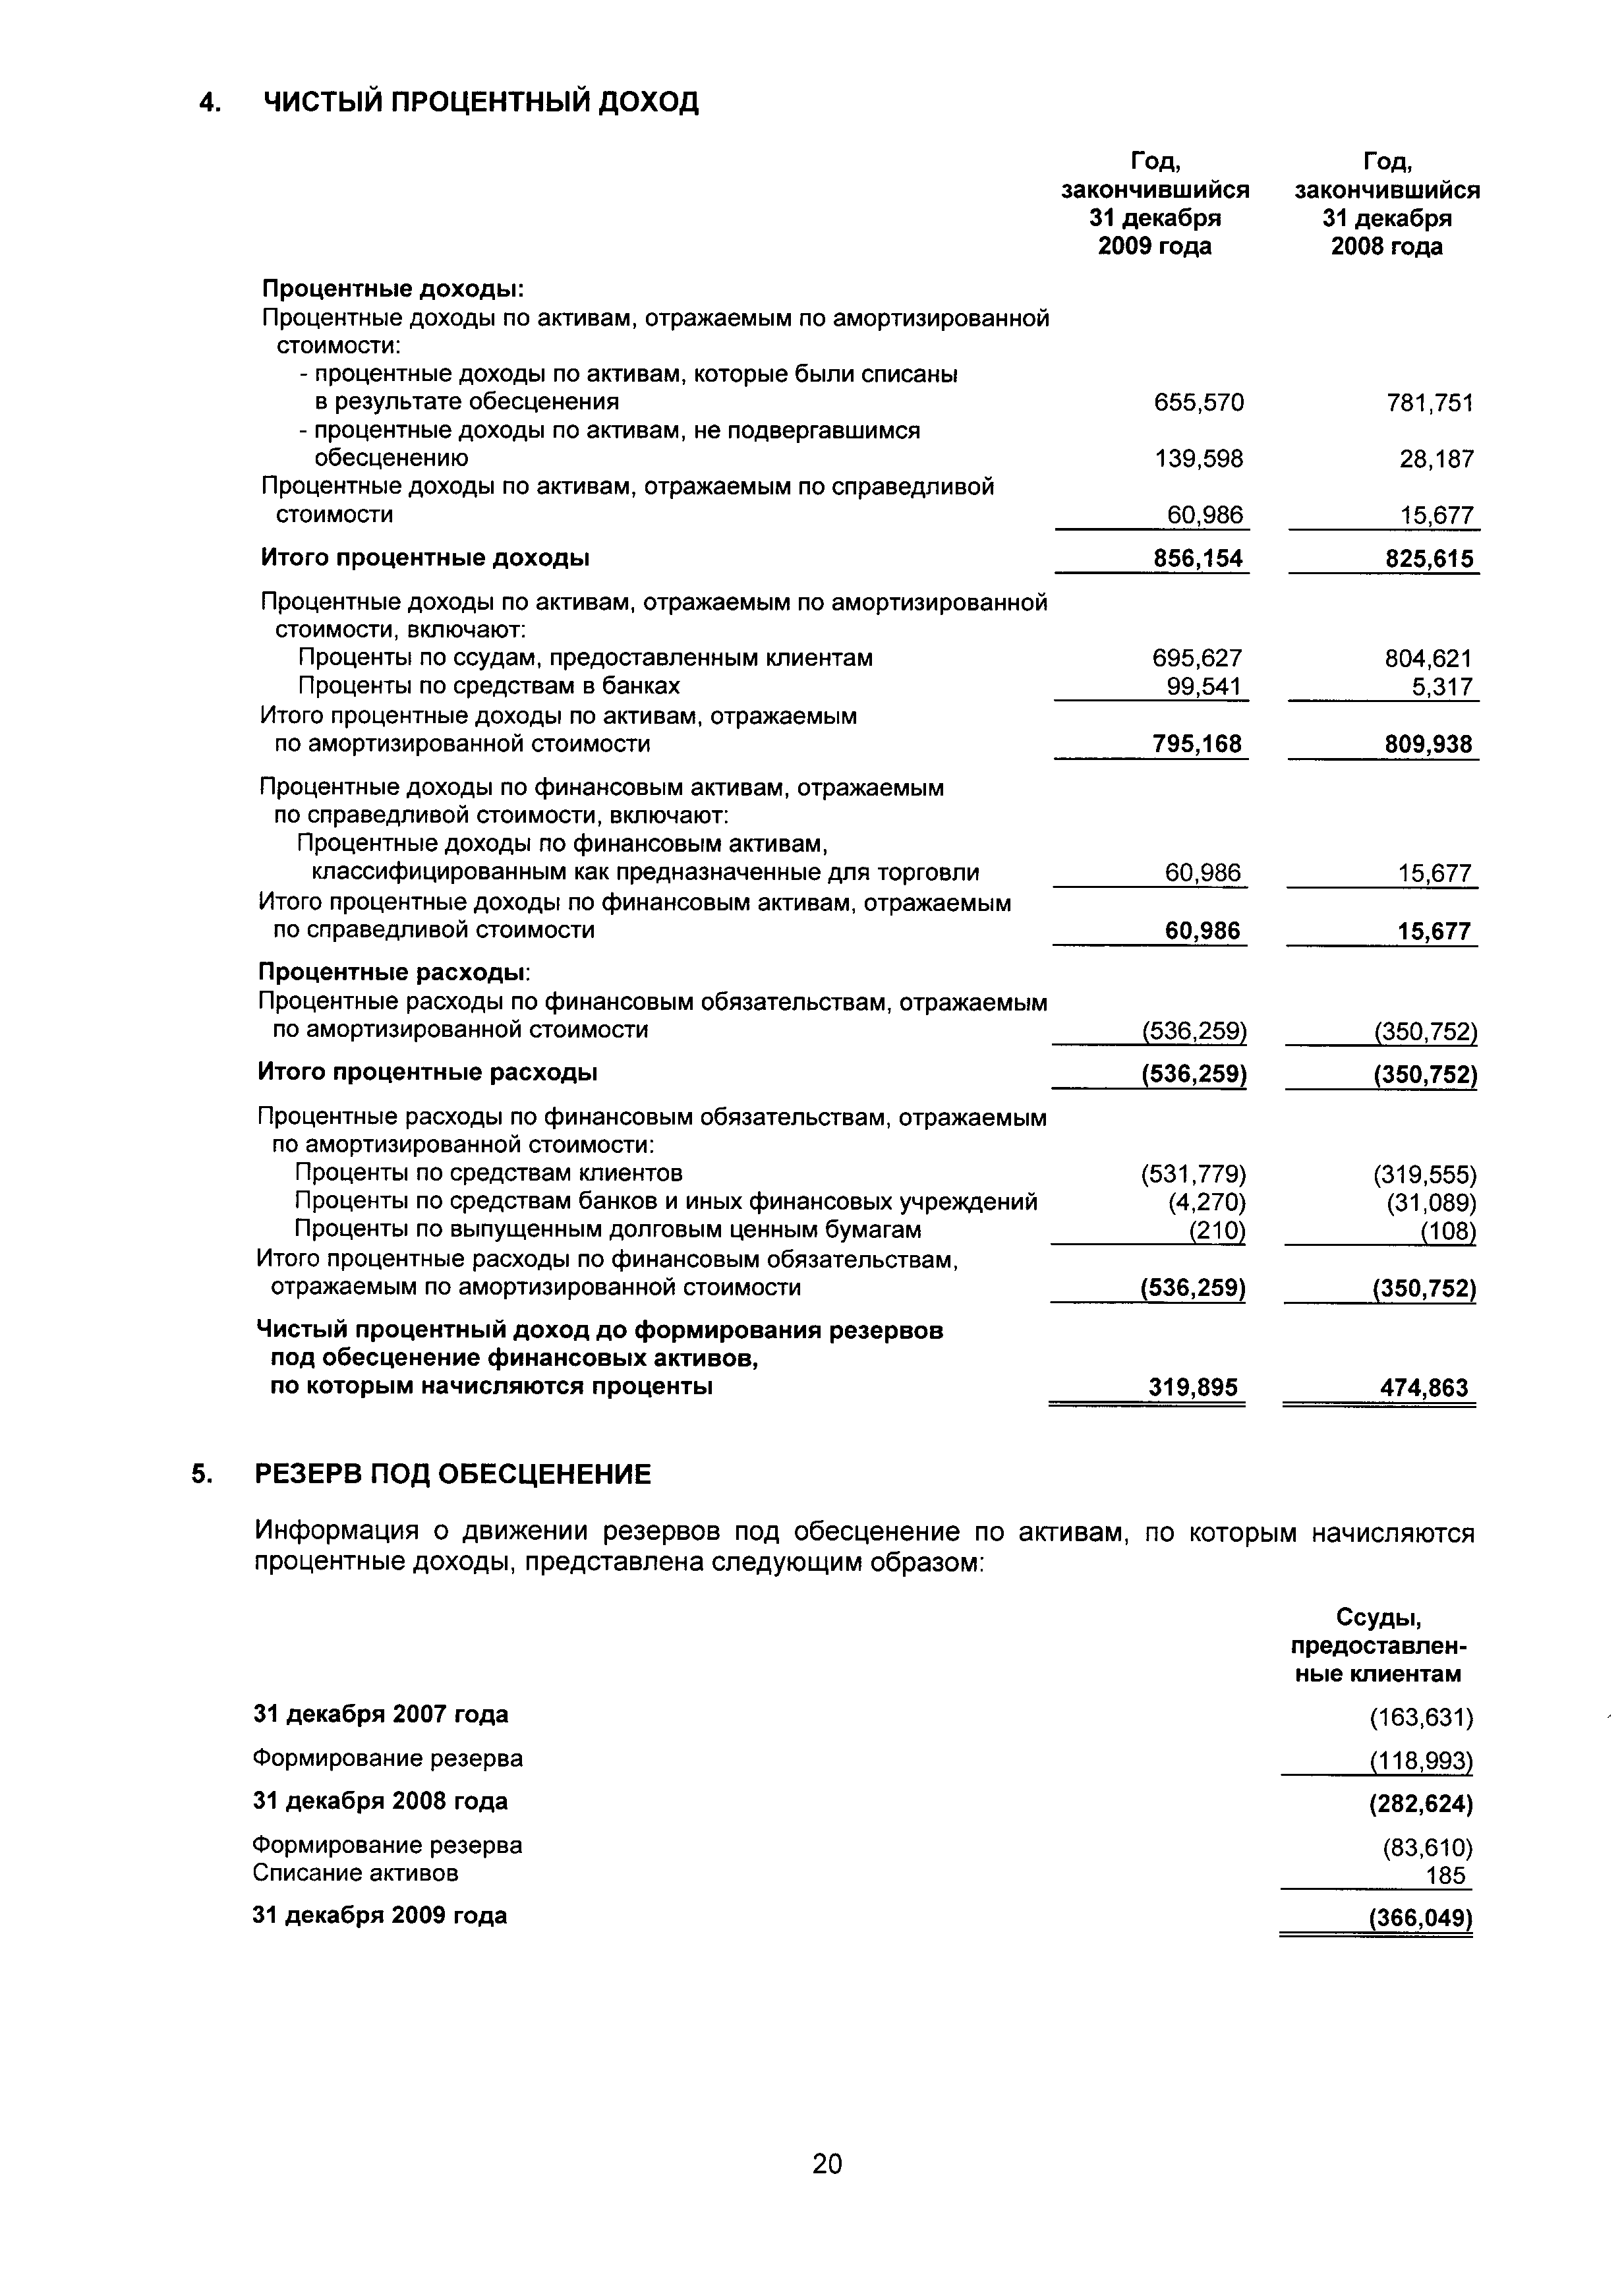 4. ЧИСТЫЙ ПРОЦЕНТНЫЙ ДОХОД
Год, Год,
закончившийся закончившийся
31 декабря 31 декабря
2009 года 2008 года
Процентные доходы:
Процентные доходы по активам, отражаемым по амортизированной
стоимости:
- процентные доходы по активам, которые были списаны
в результате обесценения 655,570 781,751
- процентные доходы по активам, не подвергавшимся
обесценению 139,598 28,187
Процентные доходы по активам, отражаемым по справедливой
стоимости 60,986 15,677
Итого процентные доходы 856,154 825,615
Процентные доходы по активам, отражаемым по амортизированной
стоимости, включают:
Проценты по ссудам, предоставленным клиентам 695,627 804,621
Проценты по средствам в банках 99,541 5,317
Итого процентные доходы по активам, отражаемым
по амортизированной стоимости 795,168 809,938
Процентные доходы по финансовым активам, отражаемым
по справедливой стоимости, включают:
Процентные доходы по финансовым активам,
классифицированным как предназначенные для торговли 60,986 15,677
Итого процентные доходы по финансовым активам, отражаемым
по справедливой стоимости 60,986 15,677
Процентные расходы:
Процентные расходы по финансовым обязательствам, отражаемым
по амортизированной стоимости (536,259) (350,752)
Итого процентные расходы (536,259) (350,752)
Процентные расходы по финансовым обязательствам, отражаемым
по амортизированной стоимости:
Проценты по средствам клиентов (531,779) (319,555)
Проценты по средствам банков и иных финансовых учреждений (4,270) (31,089)
Проценты по выпущенным долговым ценным бумагам (210) (108)
Итого процентные расходы по финансовым обязательствам,
отражаемым по амортизированной стоимости (536,259) (350,752)
Чистый процентный доход до формирования резервов
под обесценение финансовых активов,
по которым начисляются проценты 319,895 474,863
5. РЕЗЕРВ ПОД ОБЕСЦЕНЕНИЕ
Информация о движении резервов под обесценение по активам, по которым начисляются
процентные доходы, представлена следующим образом:
Ссуды,
предоставлен-
ные клиентам
31 декабря 2007 года (163,631)
Формирование резерва (118,993)
31 декабря 2008 года (282,624)
Формирование резерва (83,610)
Списание активов 185
31 декабря 2009 года (366,049)
20